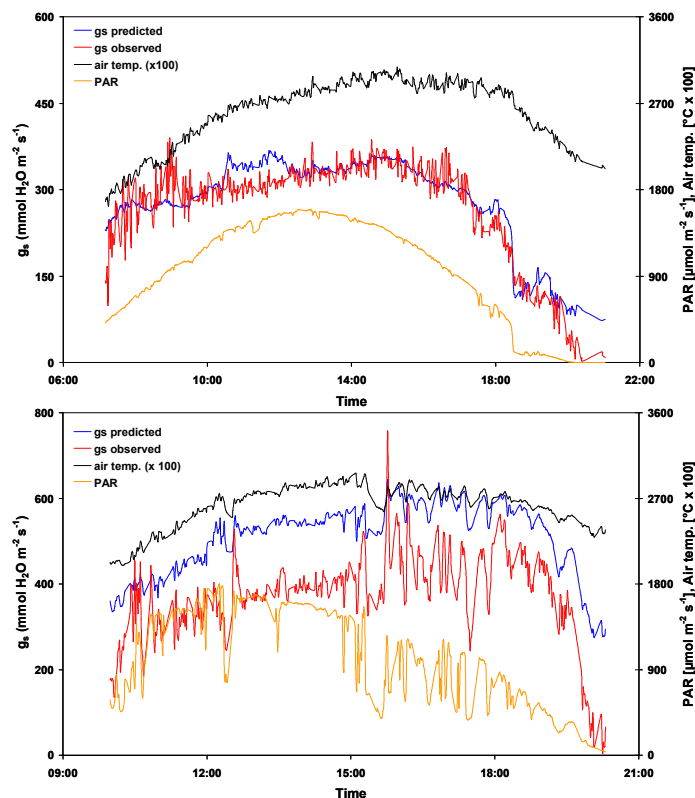 600
450
300
150
0
gs (mmol H2O m-2 s-1)
gs predicted
gs observed
air temp. (x100)
PAR
3600
2700
1800
900
0
PAR [µmol m-2 s-1], Air temp. [°C x 100)
06:00 10:00 14:00 18:00 22:00
Time
800
600
400
200
0
gs (mmol H2O m-2 s-1)
gs predicted
gs observed
air temp. (x 100)
PAR
3600
2700
1800
900
0
PAR [µmol m-2 s-1], Air temp. [°C x 100)
09:00 12:00 15:00 18:00 21:00
Time